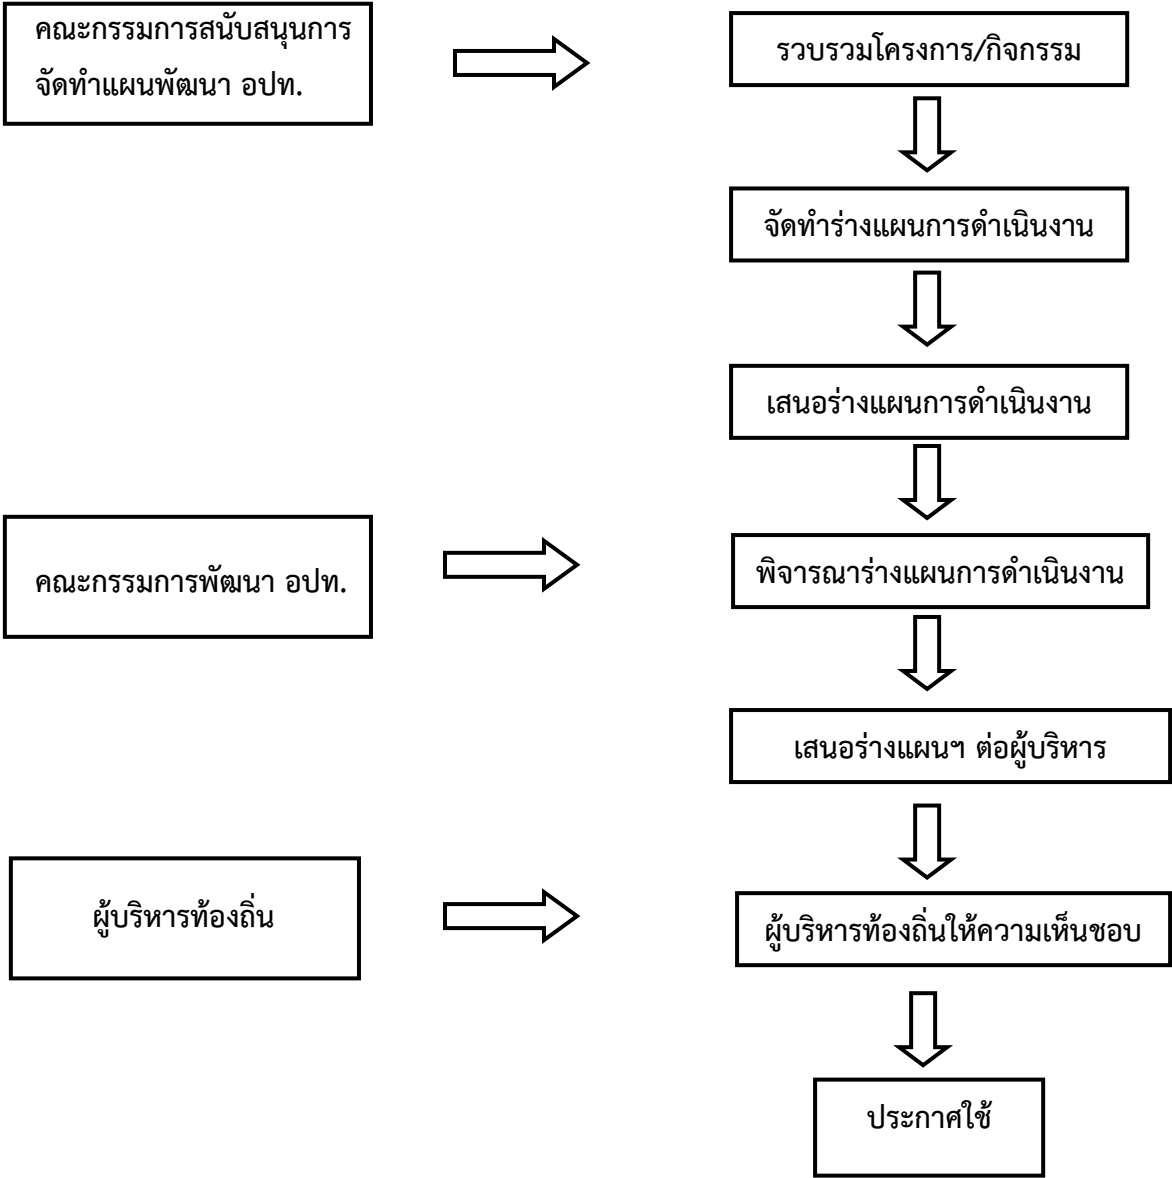 คณะกรรมการสนับสนุนการ
จัดทำแผนพัฒนา อปท.
รวบรวมโครงการ/กิจกรรม
จัดทำร่างแผนการดำเนินงาน
เสนอร่างแผนการดำเนินงาน
คณะกรรมการพัฒนา อปท.
พิจารณาร่างแผนการดำเนินงาน
เสนอร่างแผนฯ ต่อผู้บริหาร
ผู้บริหารท้องถิ่น
ผู้บริหารท้องถิ่นให้ความเห็นชอบ
ประกาศใช้